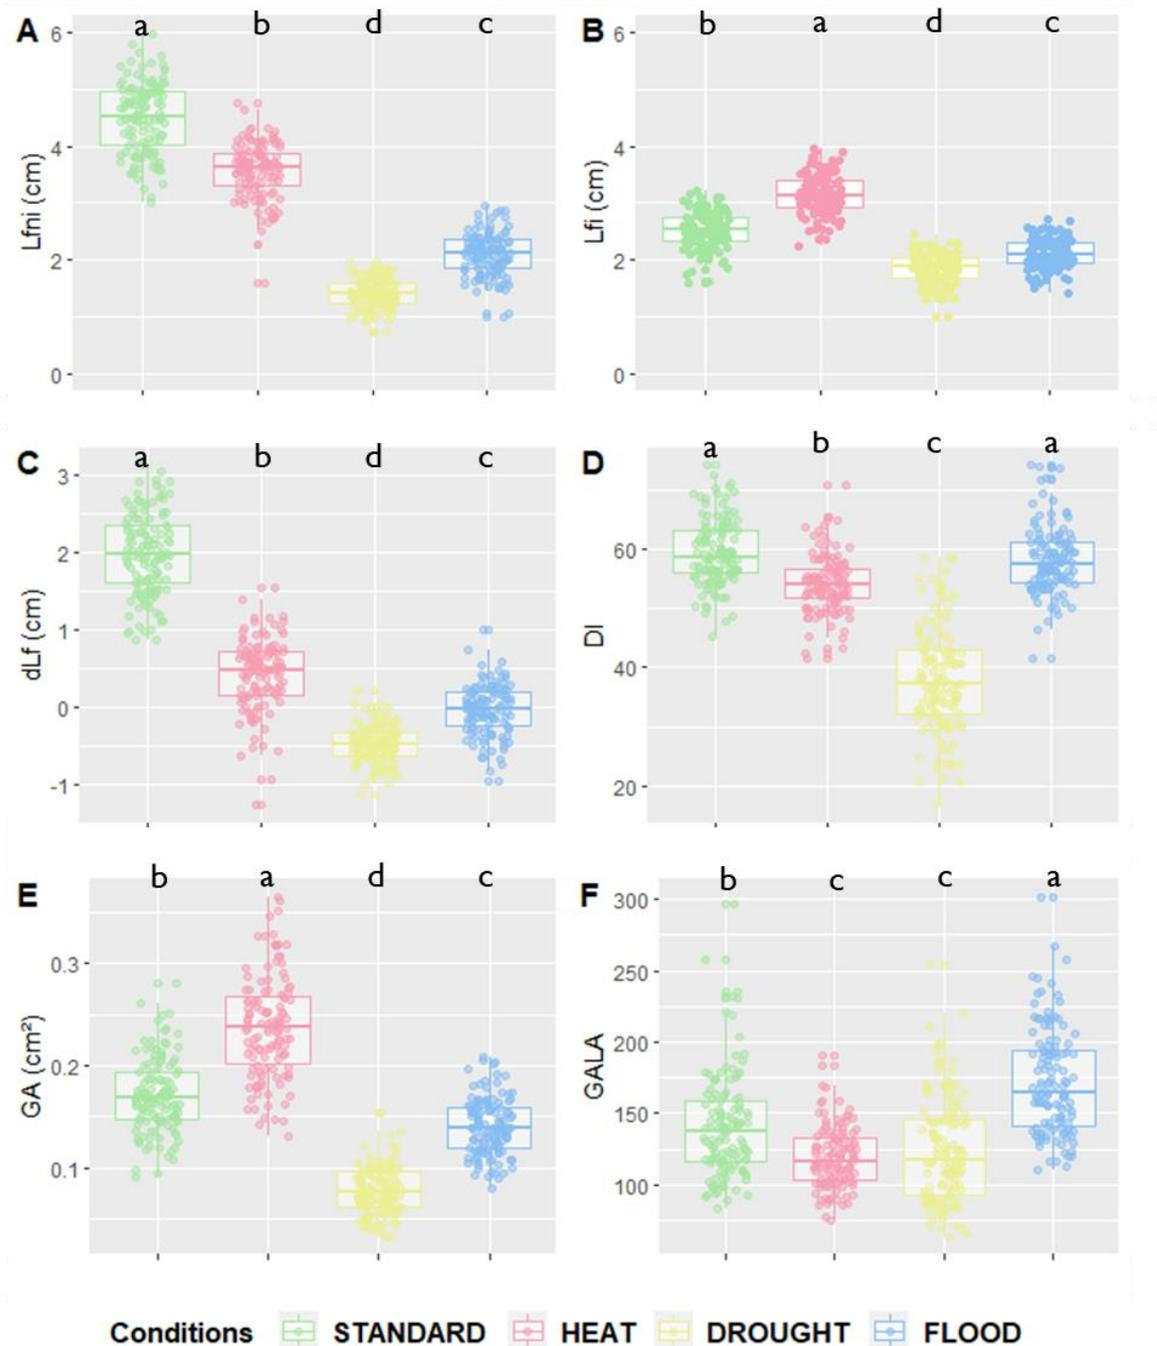 A a b d c B b a d c
6 6
Lfni (cm) Lfi (cm)
4 4
2 2
0 0
C a b d c D a b c a
3
dLf (cm) DI
2 60
1
40
0
-1 20
E b a d c F b c c a
300
0.3 250
GA (cm²) GALA
0.2 200
150
0.1 100
Conditions STANDARD HEAT DROUGHT FLOOD